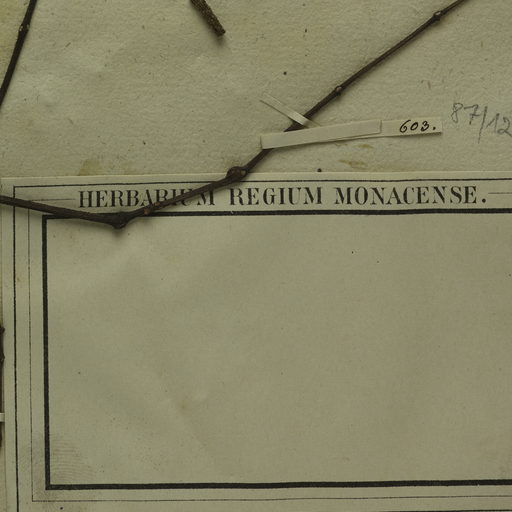 603.
87/12
HERBARIUM REGIUM MONACENSE.